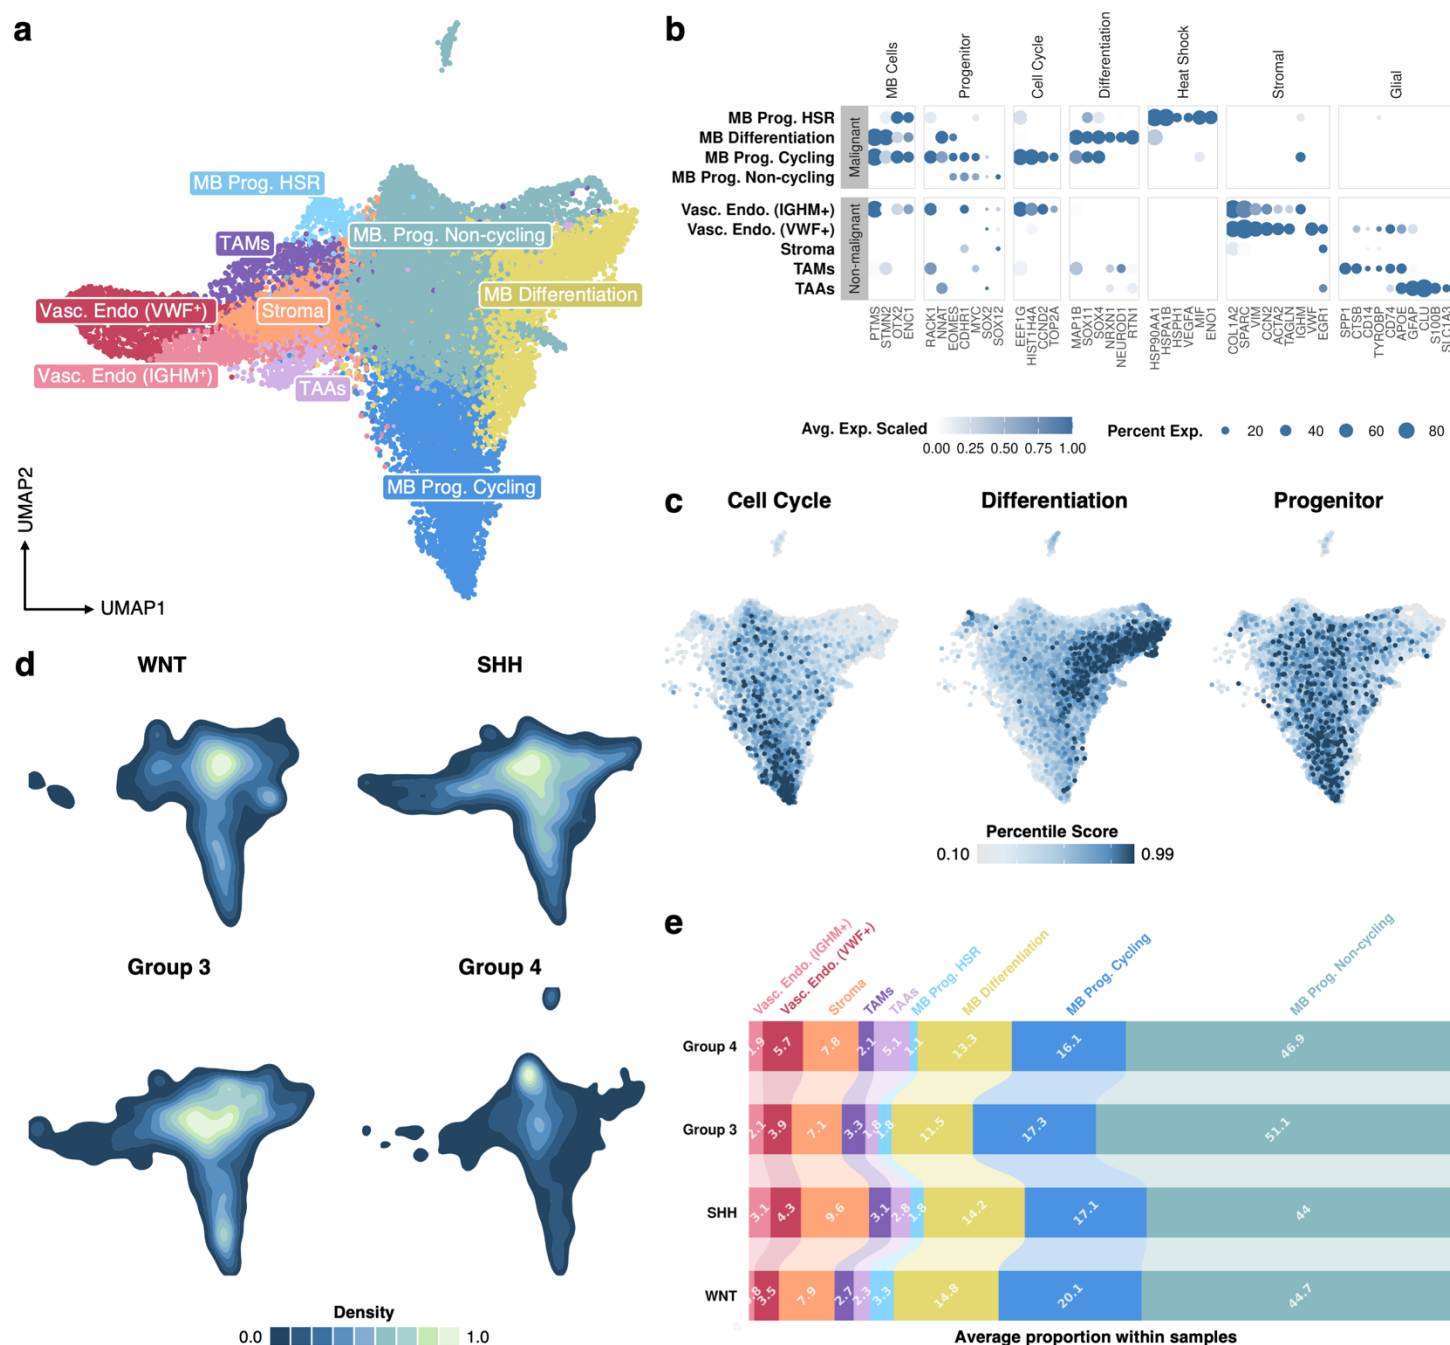 a
MB Prog. HSR
TAMs
MB. Prog. Non-cycling
Vasc. Endo (VWF+)
Stroma
MB Differentiation
Vasc. Endo (IGHM+)
TAAs
MB Prog. Cycling
UMAP2
UMAP1
b
MB Cells
Progenitor
Cell Cycle
Differentiation
Heat Shock
Stromal
Glial
Malignant
MB Prog. HSR
MB Differentiation
MB Prog. Cycling
MB Prog. Non-cycling
Non-malignant
Vasc. Endo. (IGHM+)
Vasc. Endo. (VWF+)
Stroma
TAMs
TAAs
PTMS
STMN2
OTX2
ENC1
RACK1
NNAT
EOMES
CDHR1
MYC
SOX2
SOX12
EEF1G
HIST1H4A
CCND2
TOP2A
MAP1B
SOX11
SOX4
NRXN1
NEUROD1
RTN1
HSP90AA1
HSPA1B
HSPH1
VEGFA
MIF
ENO1
COL1A2
SPARC
VIM
CCN2
ACTA2
TAGLN
IGHM
VWF
EGR1
SPP1
CTSB
CD14
TYROBP
CD74
APOE
GFAP
CLU
S100B
SLC1A3
Avg. Exp. Scaled
0.00 0.25 0.50 0.75 1.00
Percent Exp. 20 40 60 80
c
Cell Cycle
Differentiation
Progenitor
Percentile Score
0.10 0.99
d
WNT
SHH
Group 3
Group 4
Density
0.0 1.0
e
Vasc. Endo. (IGHM+)
Vasc. Endo. (VWF+)
Stroma
TAMs
TAAs
MB Prog. HSR
MB Differentiation
MB Prog. Cycling
MB Prog. Non-cycling
Group 4 1.9 5.7 7.8 2.1 5.1 1.1 13.3 16.1 46.9
Group 3 2.1 3.9 7.1 3.3 1.8 11.5 17.3 51.1
SHH 3.1 4.3 9.6 3.1 2.8 1.8 14.2 17.1 44
WNT 3.5 7.9 2.7 2.3 3.3 14.8 20.1 44.7
Average proportion within samples